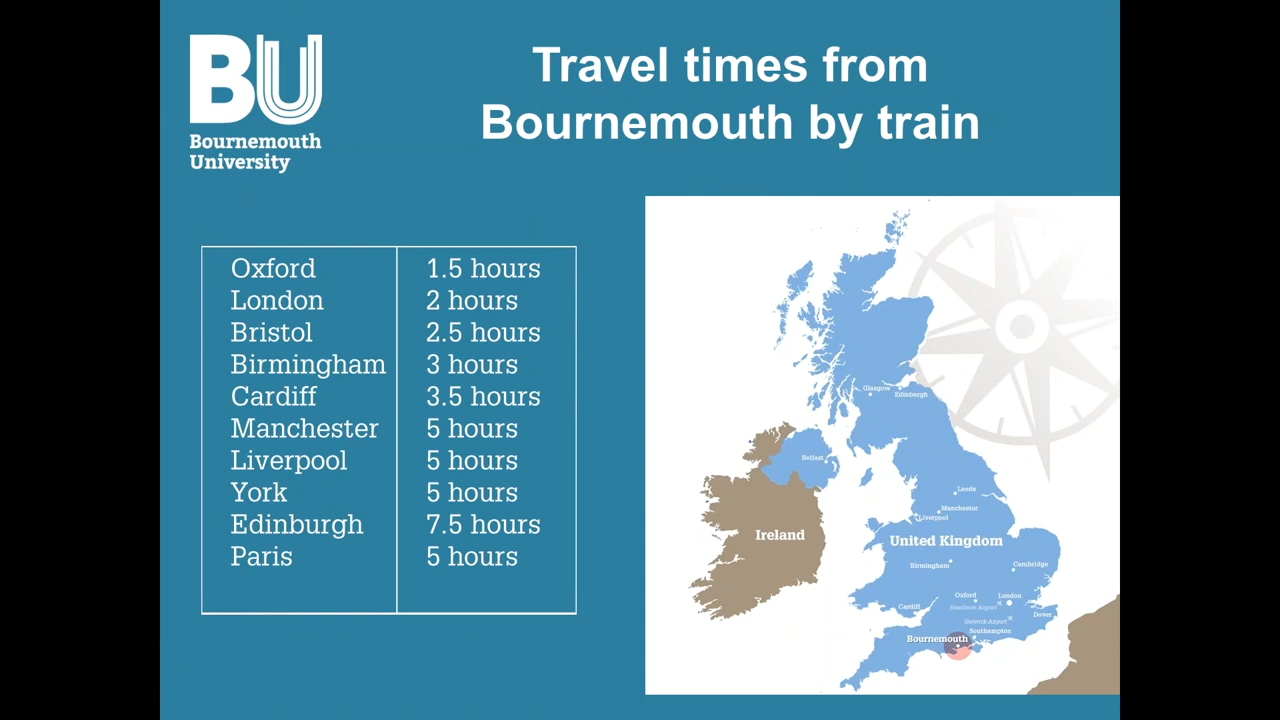 BU
Bournemouth
University
Travel times from
Bournemouth by train
Oxford 1.5 hours
London 2 hours
Bristol 2.5 hours
Birmingham 3 hours
Cardiff 3.5 hours
Manchester 5 hours
Liverpool 5 hours
York 5 hours
Edinburgh 7.5 hours
Paris 5 hours
Glasgow
Edinburgh
Belfast
Leeds
Manchester
Liverpool
Ireland
United Kingdom
Birmingham
Cambridge
Oxford
London
Heathrow Airport
Cardiff
Dover
Gatwick Airport
Southampton
Bournemouth